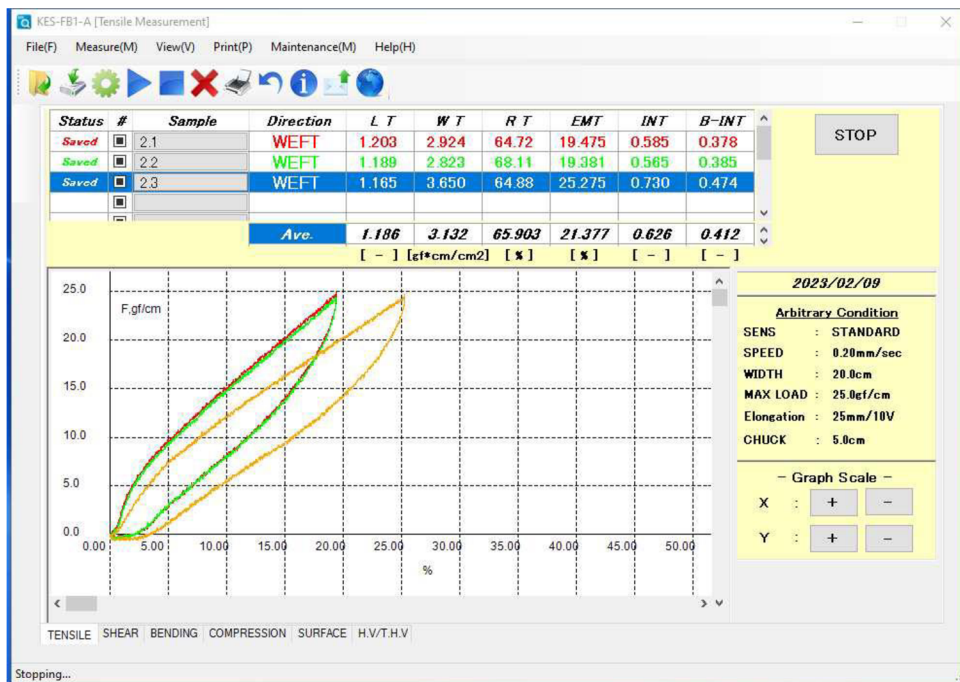 KES-FB1-A [Tensile Measurement]
File(F) Measure(M) View(V) Print(P) Maintenance(M) Help(H)
Status # Sample Direction L T W T R T EMT INT B-INT
Saved 2.1 WEFT 1.203 2.924 64.72 19.475 0.585 0.378
Saved 2.2 WEFT 1.189 2.823 68.11 19.381 0.565 0.385
Saved 2.3 WEFT 1.165 3.650 64.88 25.275 0.730 0.474
Ave. 1.186 3.132 65.903 21.377 0.626 0.412
[ - ] [gf*cm/cm2] [ % ] [ % ] [ - ] [ - ]
STOP
25.0
F,gf/cm
20.0
15.0
10.0
5.0
0.0
0.00 5.00 10.00 15.00 20.00 25.00 30.00 35.00 40.00 45.00 50.00
%
2023/02/09
Arbitrary Condition
SENS : STANDARD
SPEED : 0.20mm/sec
WIDTH : 20.0cm
MAX LOAD : 25.0gf/cm
Elongation : 25mm/10V
CHUCK : 5.0cm
- Graph Scale -
X : + -
Y : + -
TENSILE SHEAR BENDING COMPRESSION SURFACE H.V/T.H.V
Stopping...